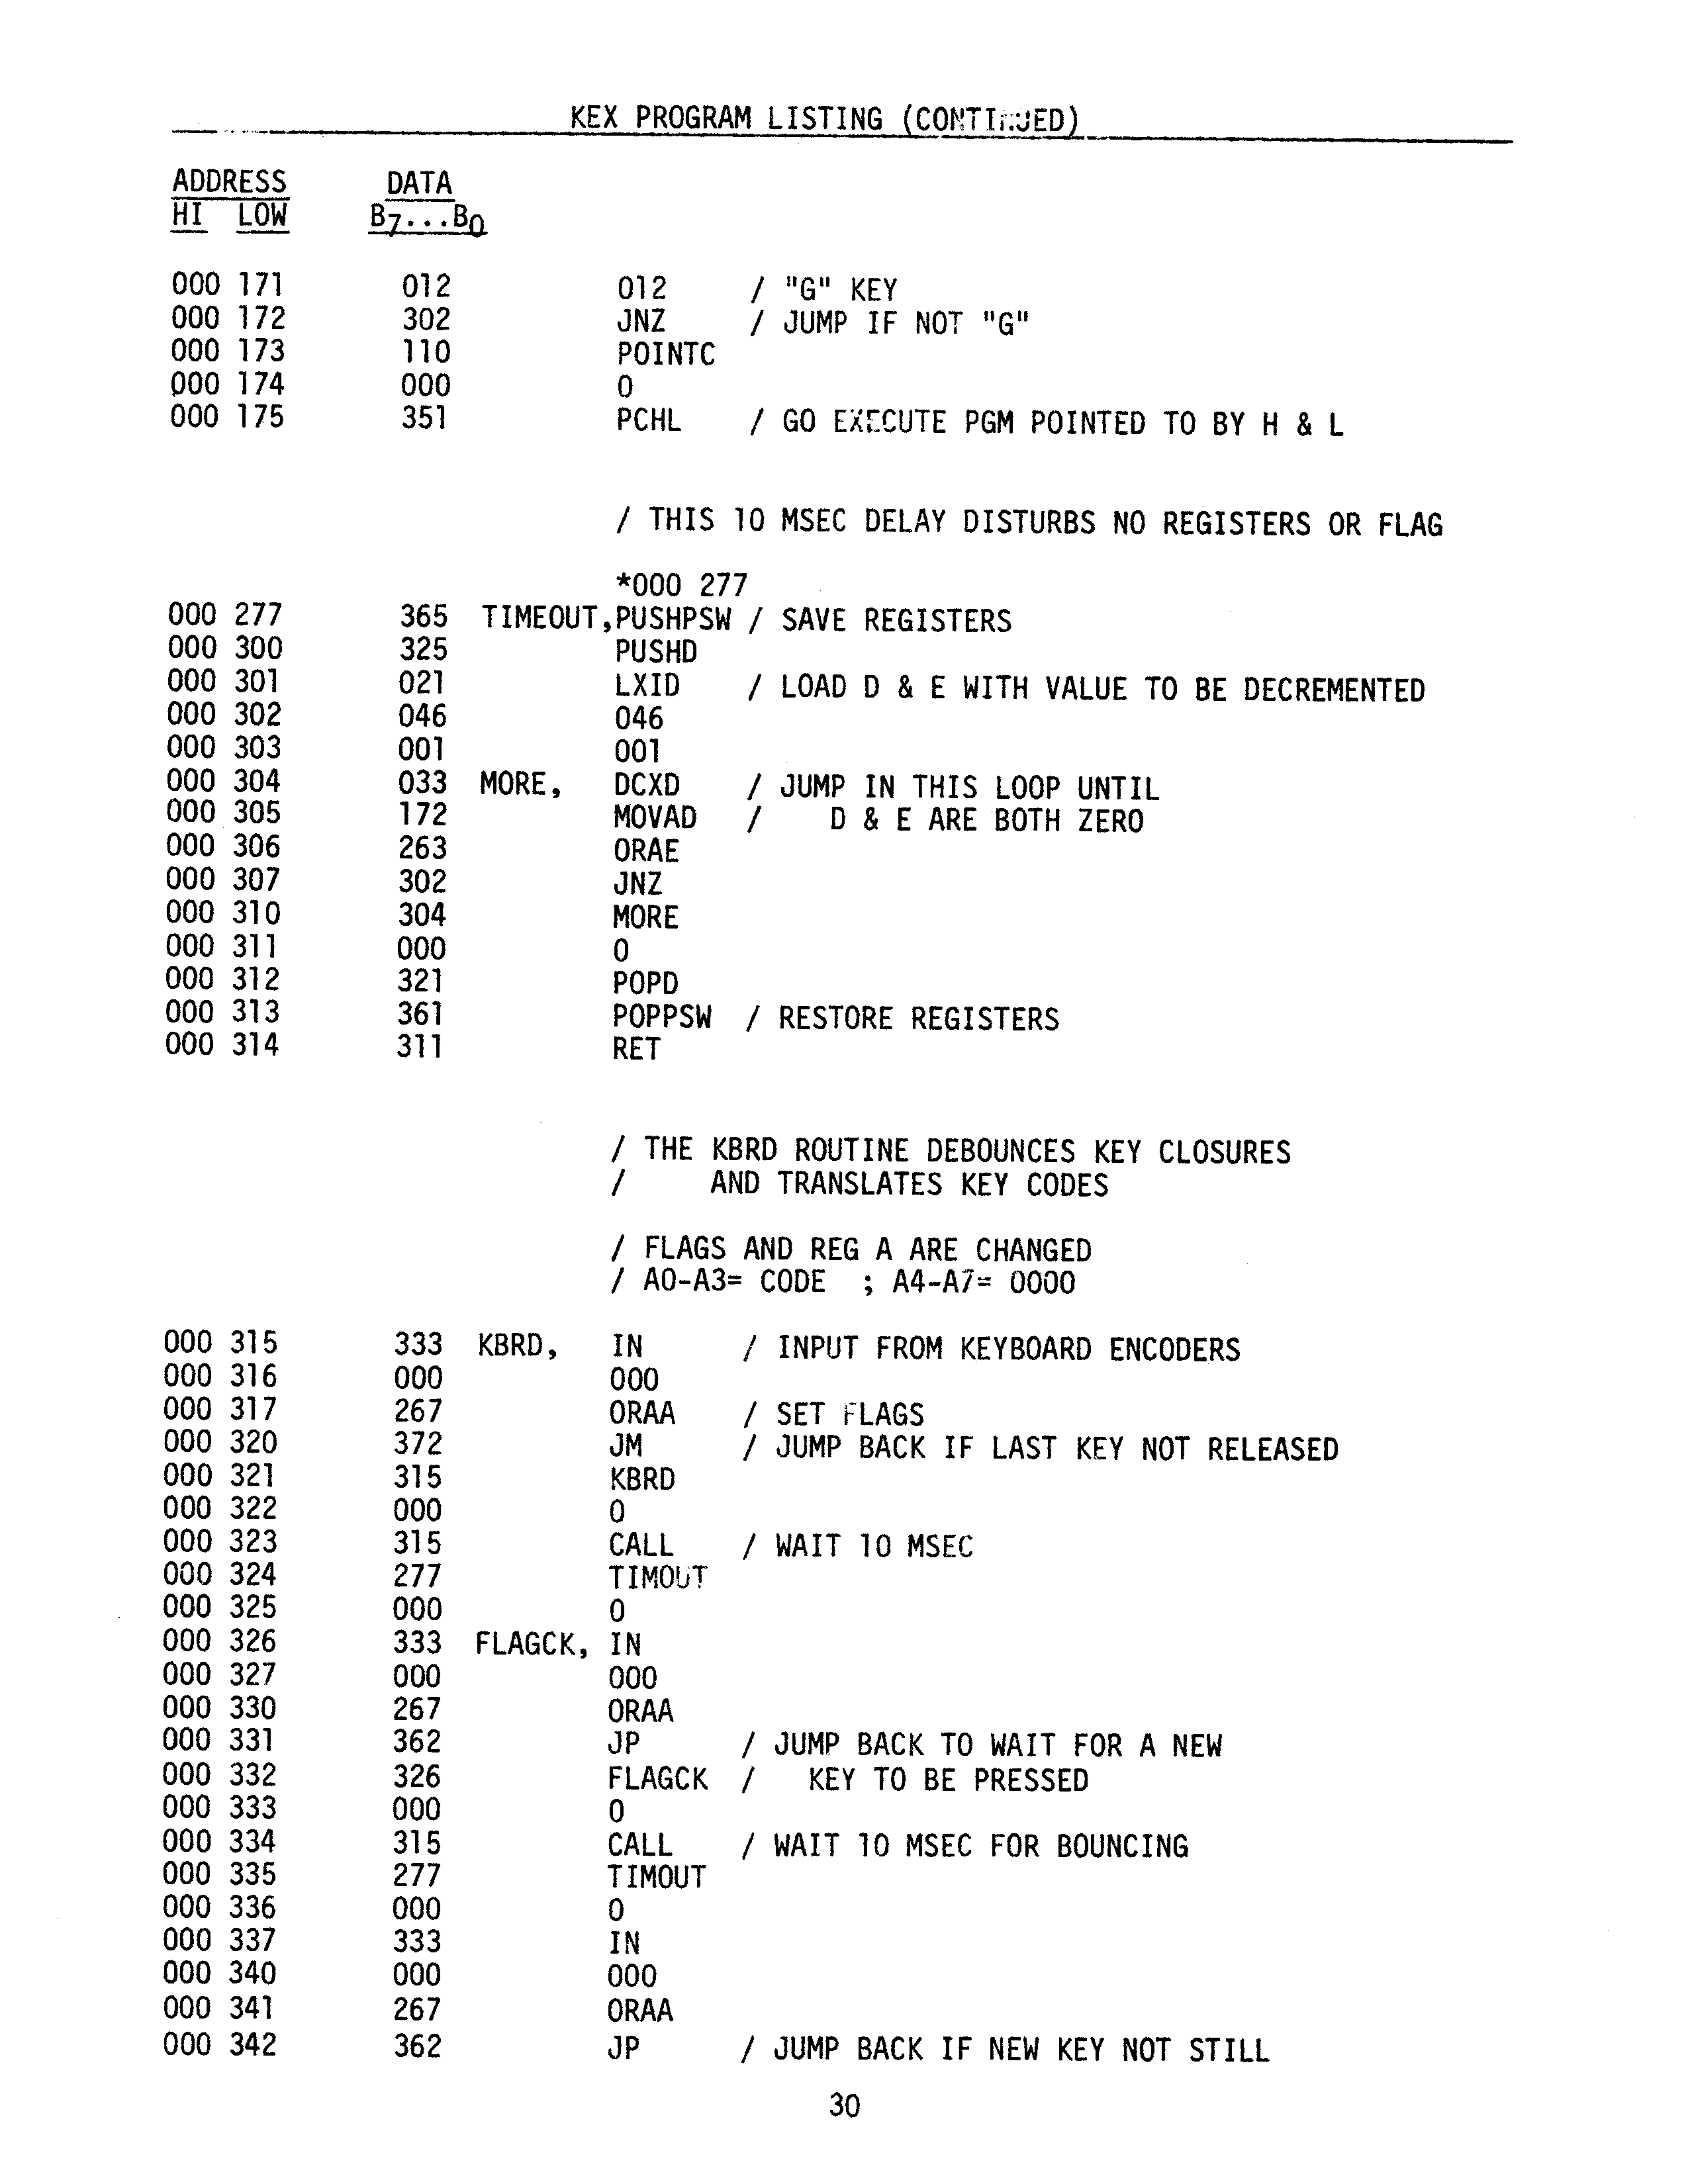 KEX PROGRAM LISTING (CONTINUED)
ADDRESS DATA
HI LOW B7...B0
000 171 012 012 / "G" KEY
000 172 302 JNZ / JUMP IF NOT "G"
000 173 110 POINTC
000 174 000 0
000 175 351 PCHL / GO EXECUTE PGM POINTED TO BY H & L
/ THIS 10 MSEC DELAY DISTURBS NO REGISTERS OR FLAG
*000 277
000 277 365 TIMEOUT,PUSHPSW / SAVE REGISTERS
000 300 325 PUSHD
000 301 021 LXID / LOAD D & E WITH VALUE TO BE DECREMENTED
000 302 046 046
000 303 001 001
000 304 033 MORE, DCXD / JUMP IN THIS LOOP UNTIL
000 305 172 MOVAD / D & E ARE BOTH ZERO
000 306 263 ORAE
000 307 302 JNZ
000 310 304 MORE
000 311 000 0
000 312 321 POPD
000 313 361 POPPSW / RESTORE REGISTERS
000 314 311 RET
/ THE KBRD ROUTINE DEBOUNCES KEY CLOSURES
/ AND TRANSLATES KEY CODES
/ FLAGS AND REG A ARE CHANGED
/ A0-A3= CODE ; A4-A7= 0000
000 315 333 KBRD, IN / INPUT FROM KEYBOARD ENCODERS
000 316 000 000
000 317 267 ORAA / SET FLAGS
000 320 372 JM / JUMP BACK IF LAST KEY NOT RELEASED
000 321 315 KBRD
000 322 000 0
000 323 315 CALL / WAIT 10 MSEC
000 324 277 TIMOUT
000 325 000 0
000 326 333 FLAGCK, IN
000 327 000 000
000 330 267 ORAA
000 331 362 JP / JUMP BACK TO WAIT FOR A NEW
000 332 326 FLAGCK / KEY TO BE PRESSED
000 333 000 0
000 334 315 CALL / WAIT 10 MSEC FOR BOUNCING
000 335 277 TIMOUT
000 336 000 0
000 337 333 IN
000 340 000 000
000 341 267 ORAA
000 342 362 JP / JUMP BACK IF NEW KEY NOT STILL
30